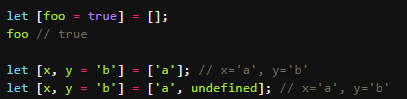 let [foo = true] = [];
foo // true
let [x, y = 'b'] = ['a']; // x='a', y='b'
let [x, y = 'b'] = ['a', undefined]; // x='a', y='b'